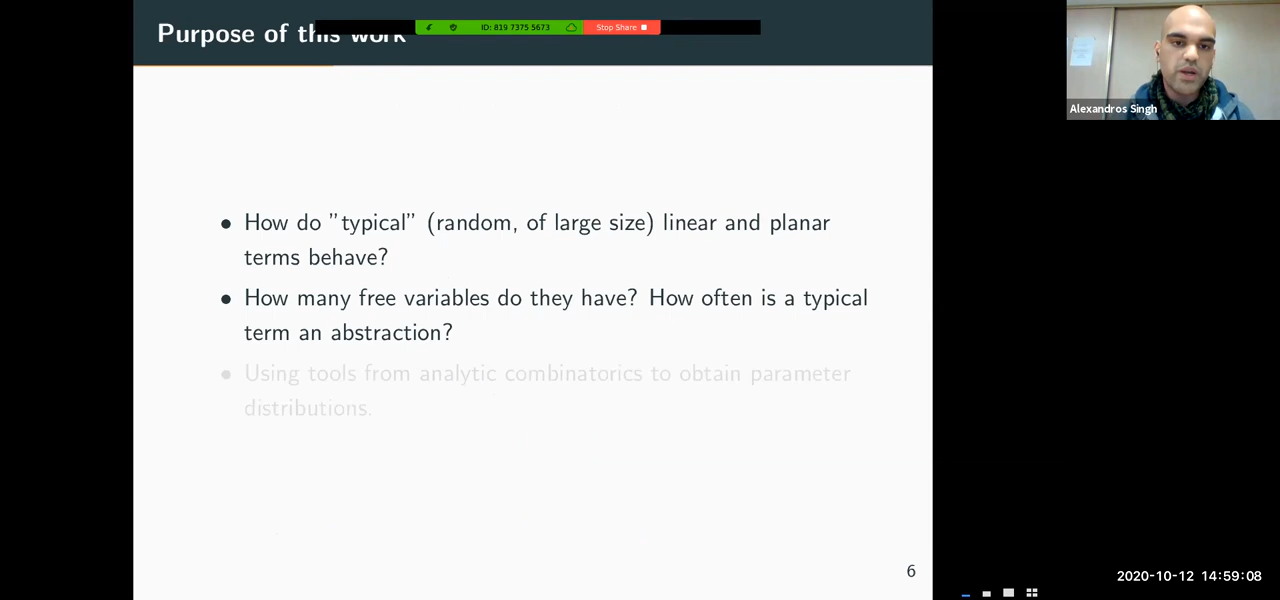 Purpose of this work
ID: 819 7375 5673
Stop Share
Alexandros Singh
• How do ”typical” (random, of large size) linear and planar
terms behave?
• How many free variables do they have? How often is a typical
term an abstraction?
• Using tools from analytic combinatorics to obtain parameter
distributions.
6
2020-10-12 14:59:08